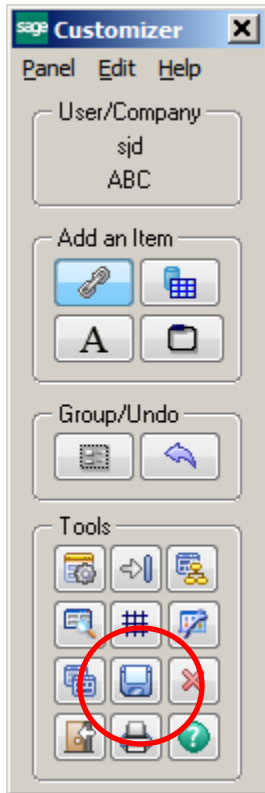 sage Customizer
Panel Edit Help
User/Company
sjd
ABC
Add an Item
A
Group/Undo
Tools
?